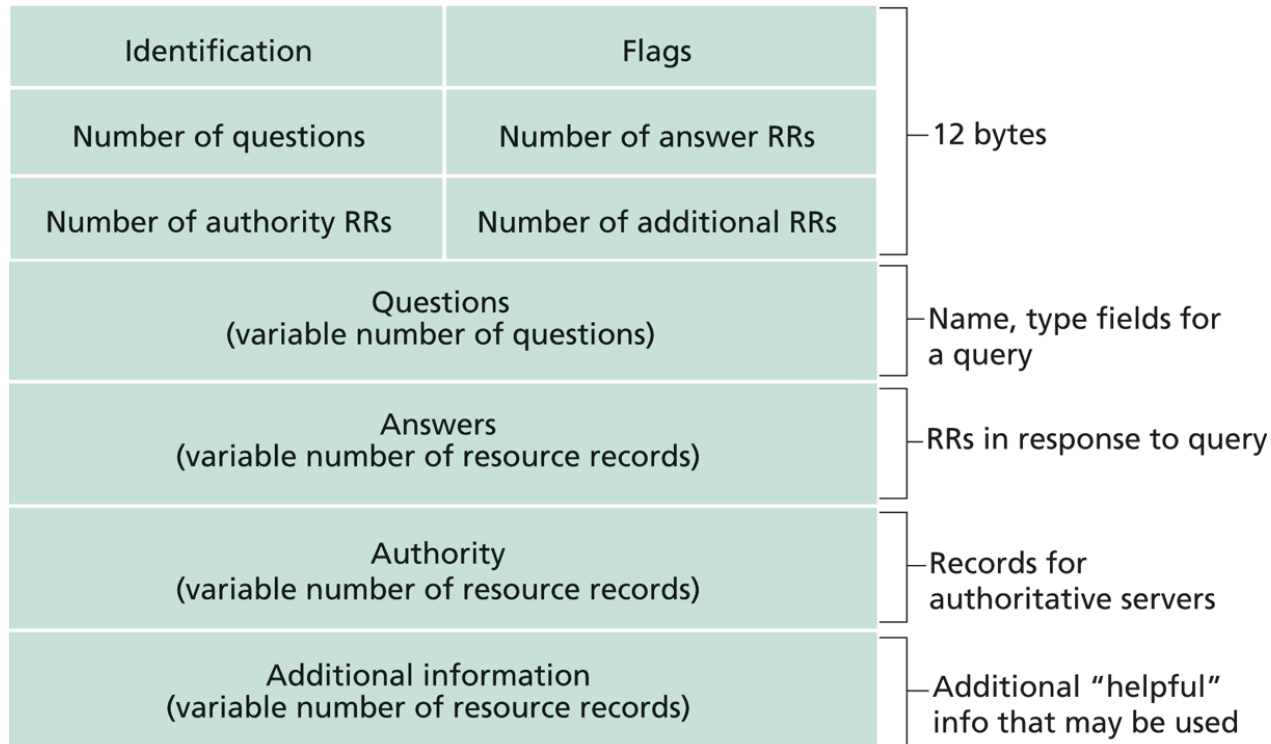 Identification
Flags
Number of questions
Number of answer RRs
12 bytes
Number of authority RRs
Number of additional RRs
Questions
(variable number of questions)
Name, type fields for
a query
Answers
(variable number of resource records)
RRs in response to query
Authority
(variable number of resource records)
Records for
authoritative servers
Additional information
(variable number of resource records)
Additional “helpful”
info that may be used